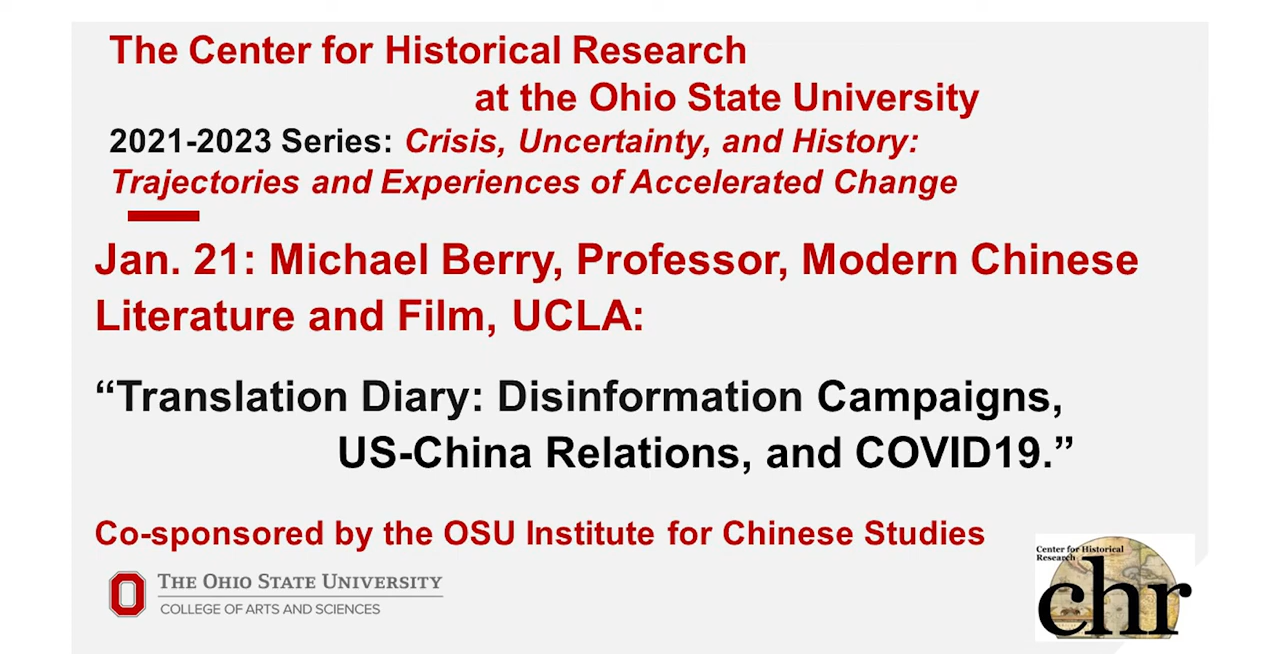 The Center for Historical Research
at the Ohio State University
2021-2023 Series: Crisis, Uncertainty, and History:
Trajectories and Experiences of Accelerated Change
Jan. 21: Michael Berry, Professor, Modern Chinese
Literature and Film, UCLA:
“Translation Diary: Disinformation Campaigns,
US-China Relations, and COVID19.”
Co-sponsored by the OSU Institute for Chinese Studies
THE OHIO STATE UNIVERSITY
COLLEGE OF ARTS AND SCIENCES
Center for Historical
Research
chr